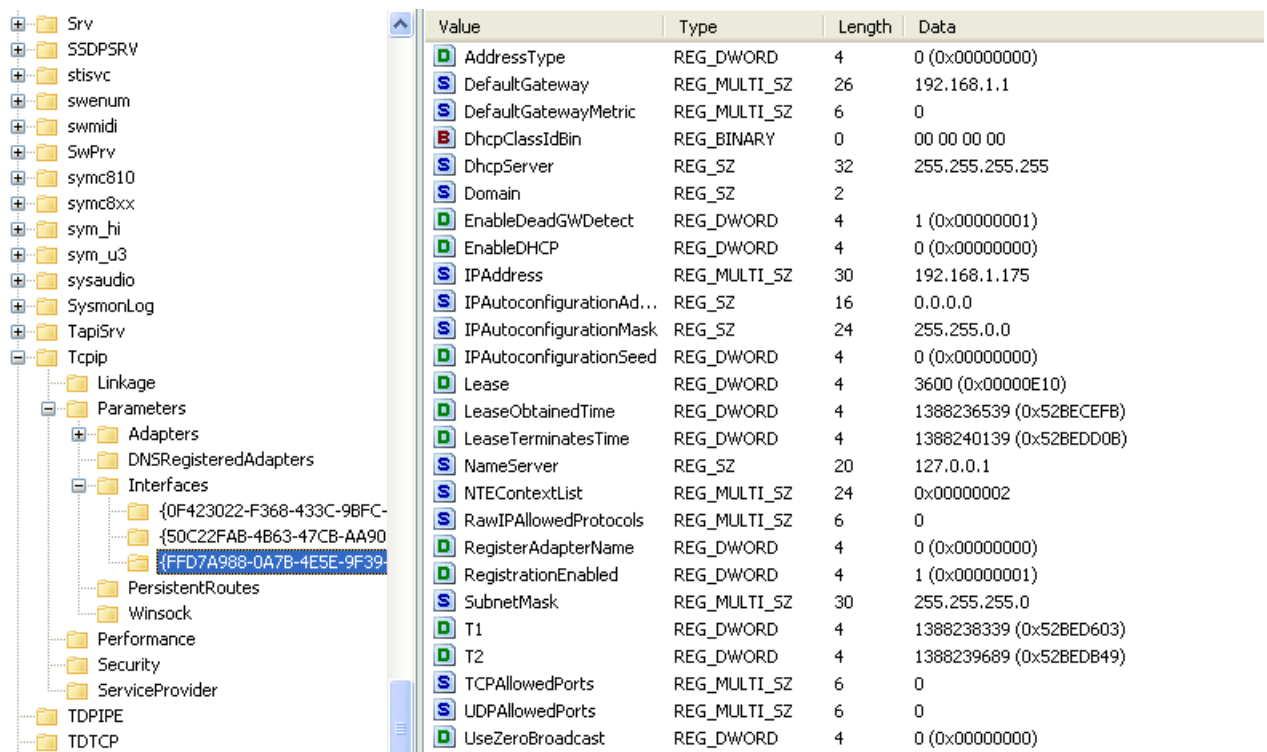 Srv
SSDPSRV
stisvc
swenum
swmidi
SwPrv
symc810
symc8xx
sym_hi
sym_u3
sysaudio
SysmonLog
TapiSrv
Tcpip
Linkage
Parameters
Adapters
DNSRegisteredAdapters
Interfaces
{0F423022-F368-433C-9BFC-
{50C22FAB-4B63-47CB-AA90
{FFD7A988-0A7B-4E5E-9F39-
PersistentRoutes
Winsock
Performance
Security
ServiceProvider
TDPIPE
TDTCP
Value Type Length Data
D AddressType REG_DWORD 4 0 (0x00000000)
S DefaultGateway REG_MULTI_SZ 26 192.168.1.1
S DefaultGatewayMetric REG_MULTI_SZ 6 0
B DhcpClassIdBin REG_BINARY 0 00 00 00 00
S DhcpServer REG_SZ 32 255.255.255.255
S Domain REG_SZ 2
D EnableDeadGWDetect REG_DWORD 4 1 (0x00000001)
D EnableDHCP REG_DWORD 4 0 (0x00000000)
S IPAddress REG_MULTI_SZ 30 192.168.1.175
S IPAutoconfigurationAd... REG_SZ 16 0.0.0.0
S IPAutoconfigurationMask REG_SZ 24 255.255.0.0
D IPAutoconfigurationSeed REG_DWORD 4 0 (0x00000000)
D Lease REG_DWORD 4 3600 (0x00000E10)
D LeaseObtainedTime REG_DWORD 4 1388236539 (0x52BECEFB)
D LeaseTerminatesTime REG_DWORD 4 1388240139 (0x52BEDD0B)
S NameServer REG_SZ 20 127.0.0.1
S NTEContextList REG_MULTI_SZ 24 0x00000002
S RawIPAllowedProtocols REG_MULTI_SZ 6 0
D RegisterAdapterName REG_DWORD 4 0 (0x00000000)
D RegistrationEnabled REG_DWORD 4 1 (0x00000001)
S SubnetMask REG_MULTI_SZ 30 255.255.255.0
D T1 REG_DWORD 4 1388238339 (0x52BED603)
D T2 REG_DWORD 4 1388239689 (0x52BEDB49)
S TCPAllowedPorts REG_MULTI_SZ 6 0
S UDPAllowedPorts REG_MULTI_SZ 6 0
D UseZeroBroadcast REG_DWORD 4 0 (0x00000000)